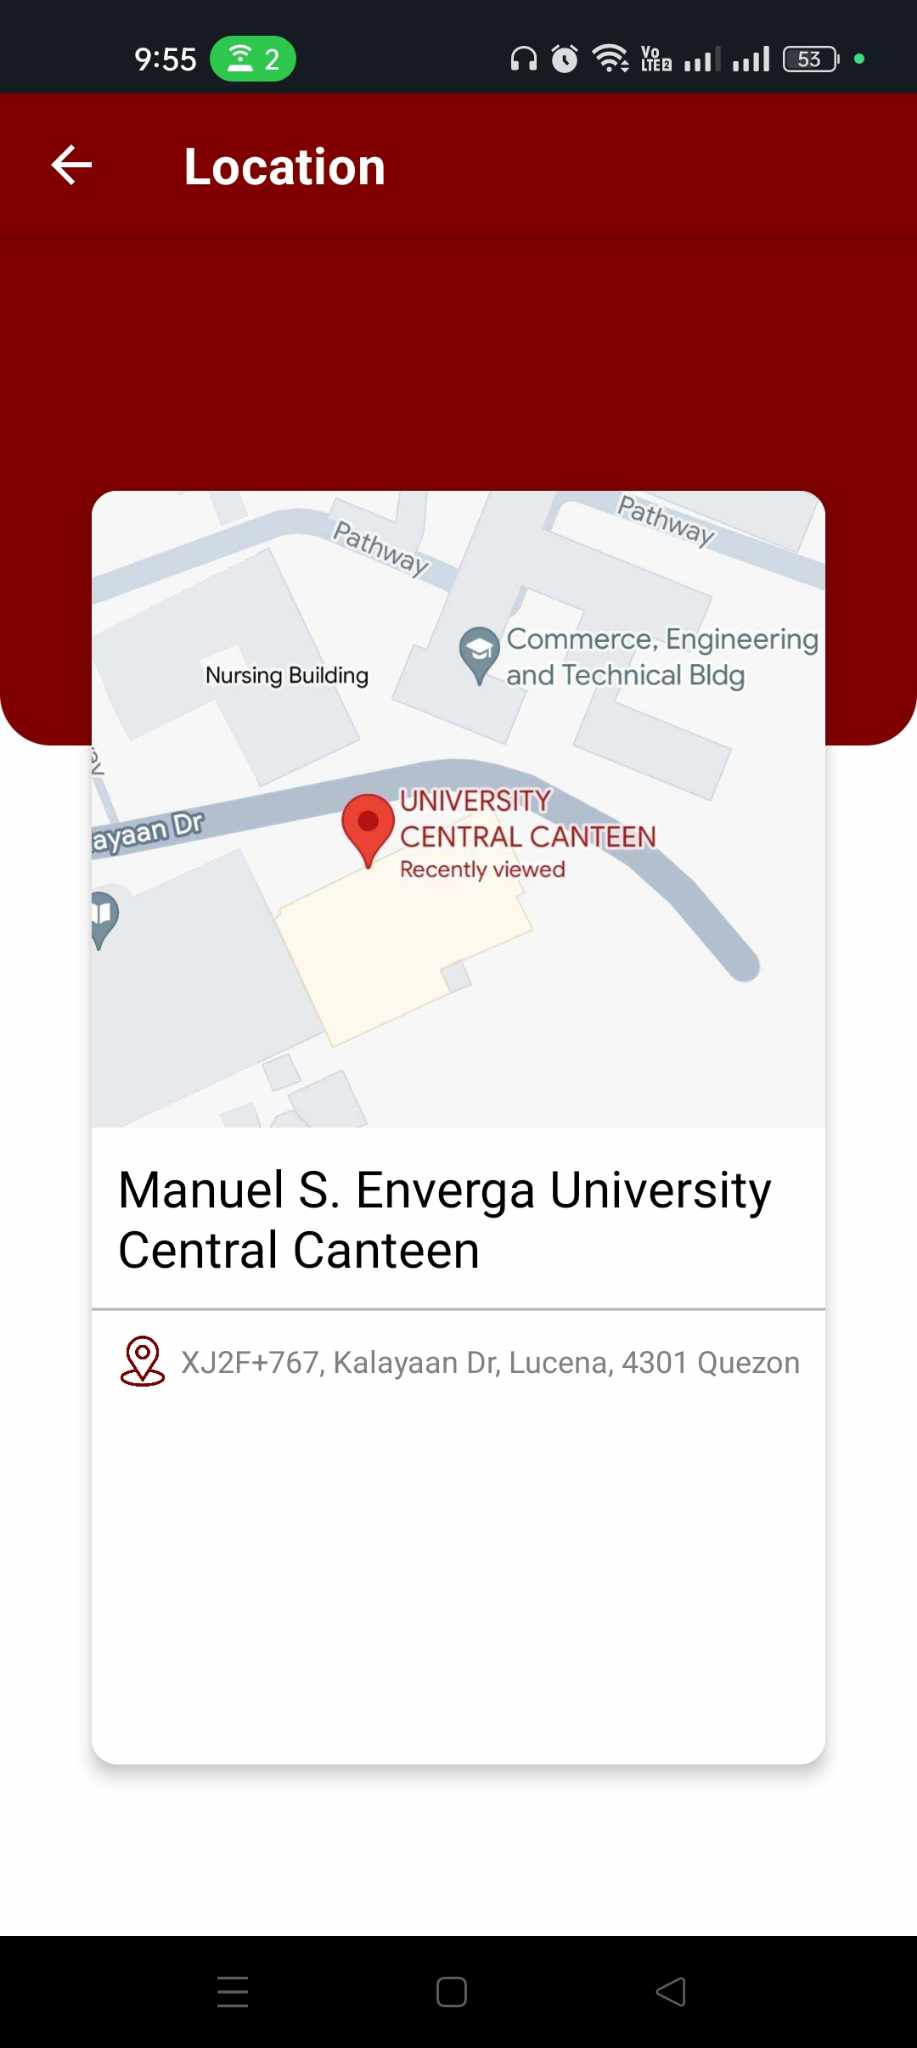 9:55
2
Vo
LTE2
53
Location
Pathway
Pathway
Commerce, Engineering
and Technical Bldg
Nursing Building
UNIVERSITY
CENTRAL CANTEEN
Recently viewed
ayaan Dr
Manuel S. Enverga University
Central Canteen
XJ2F+767, Kalayaan Dr, Lucena, 4301 Quezon